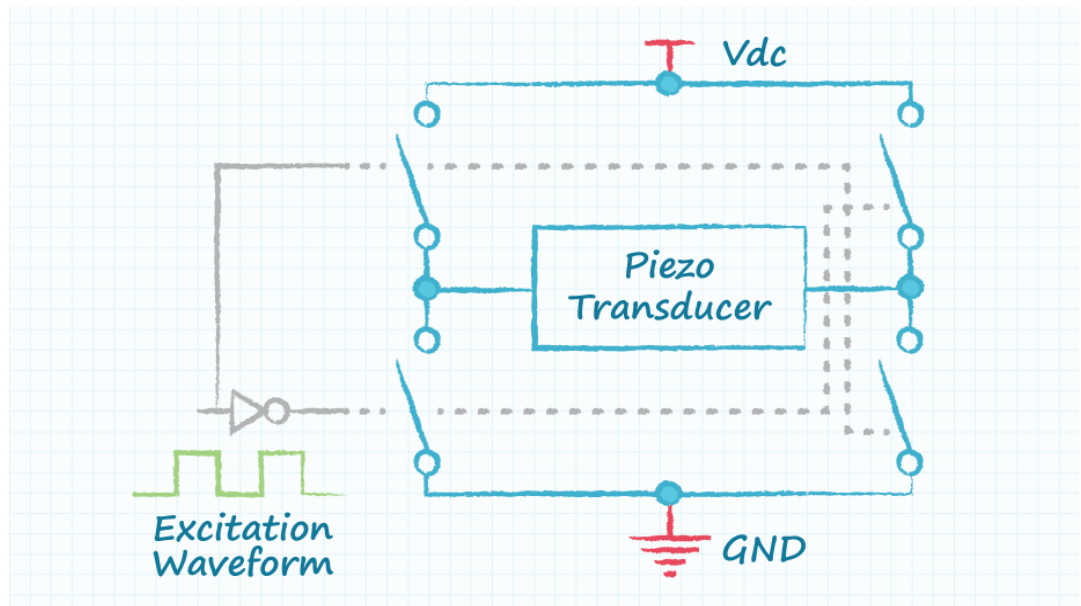 Vdc
Piezo
Transducer
Excitation
Waveform
GND